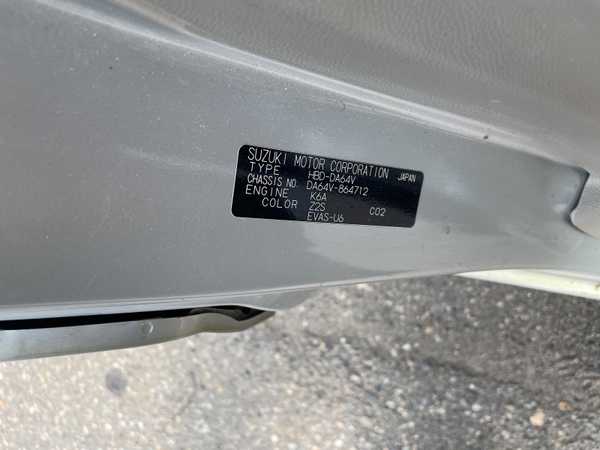 SUZUKI MOTOR CORPORATION JAPAN
TYPE HBD-DA64V
CHASSIS NO. DA64V-864712
ENGINE K6A
COLOR Z2S C02
EVAS-U6